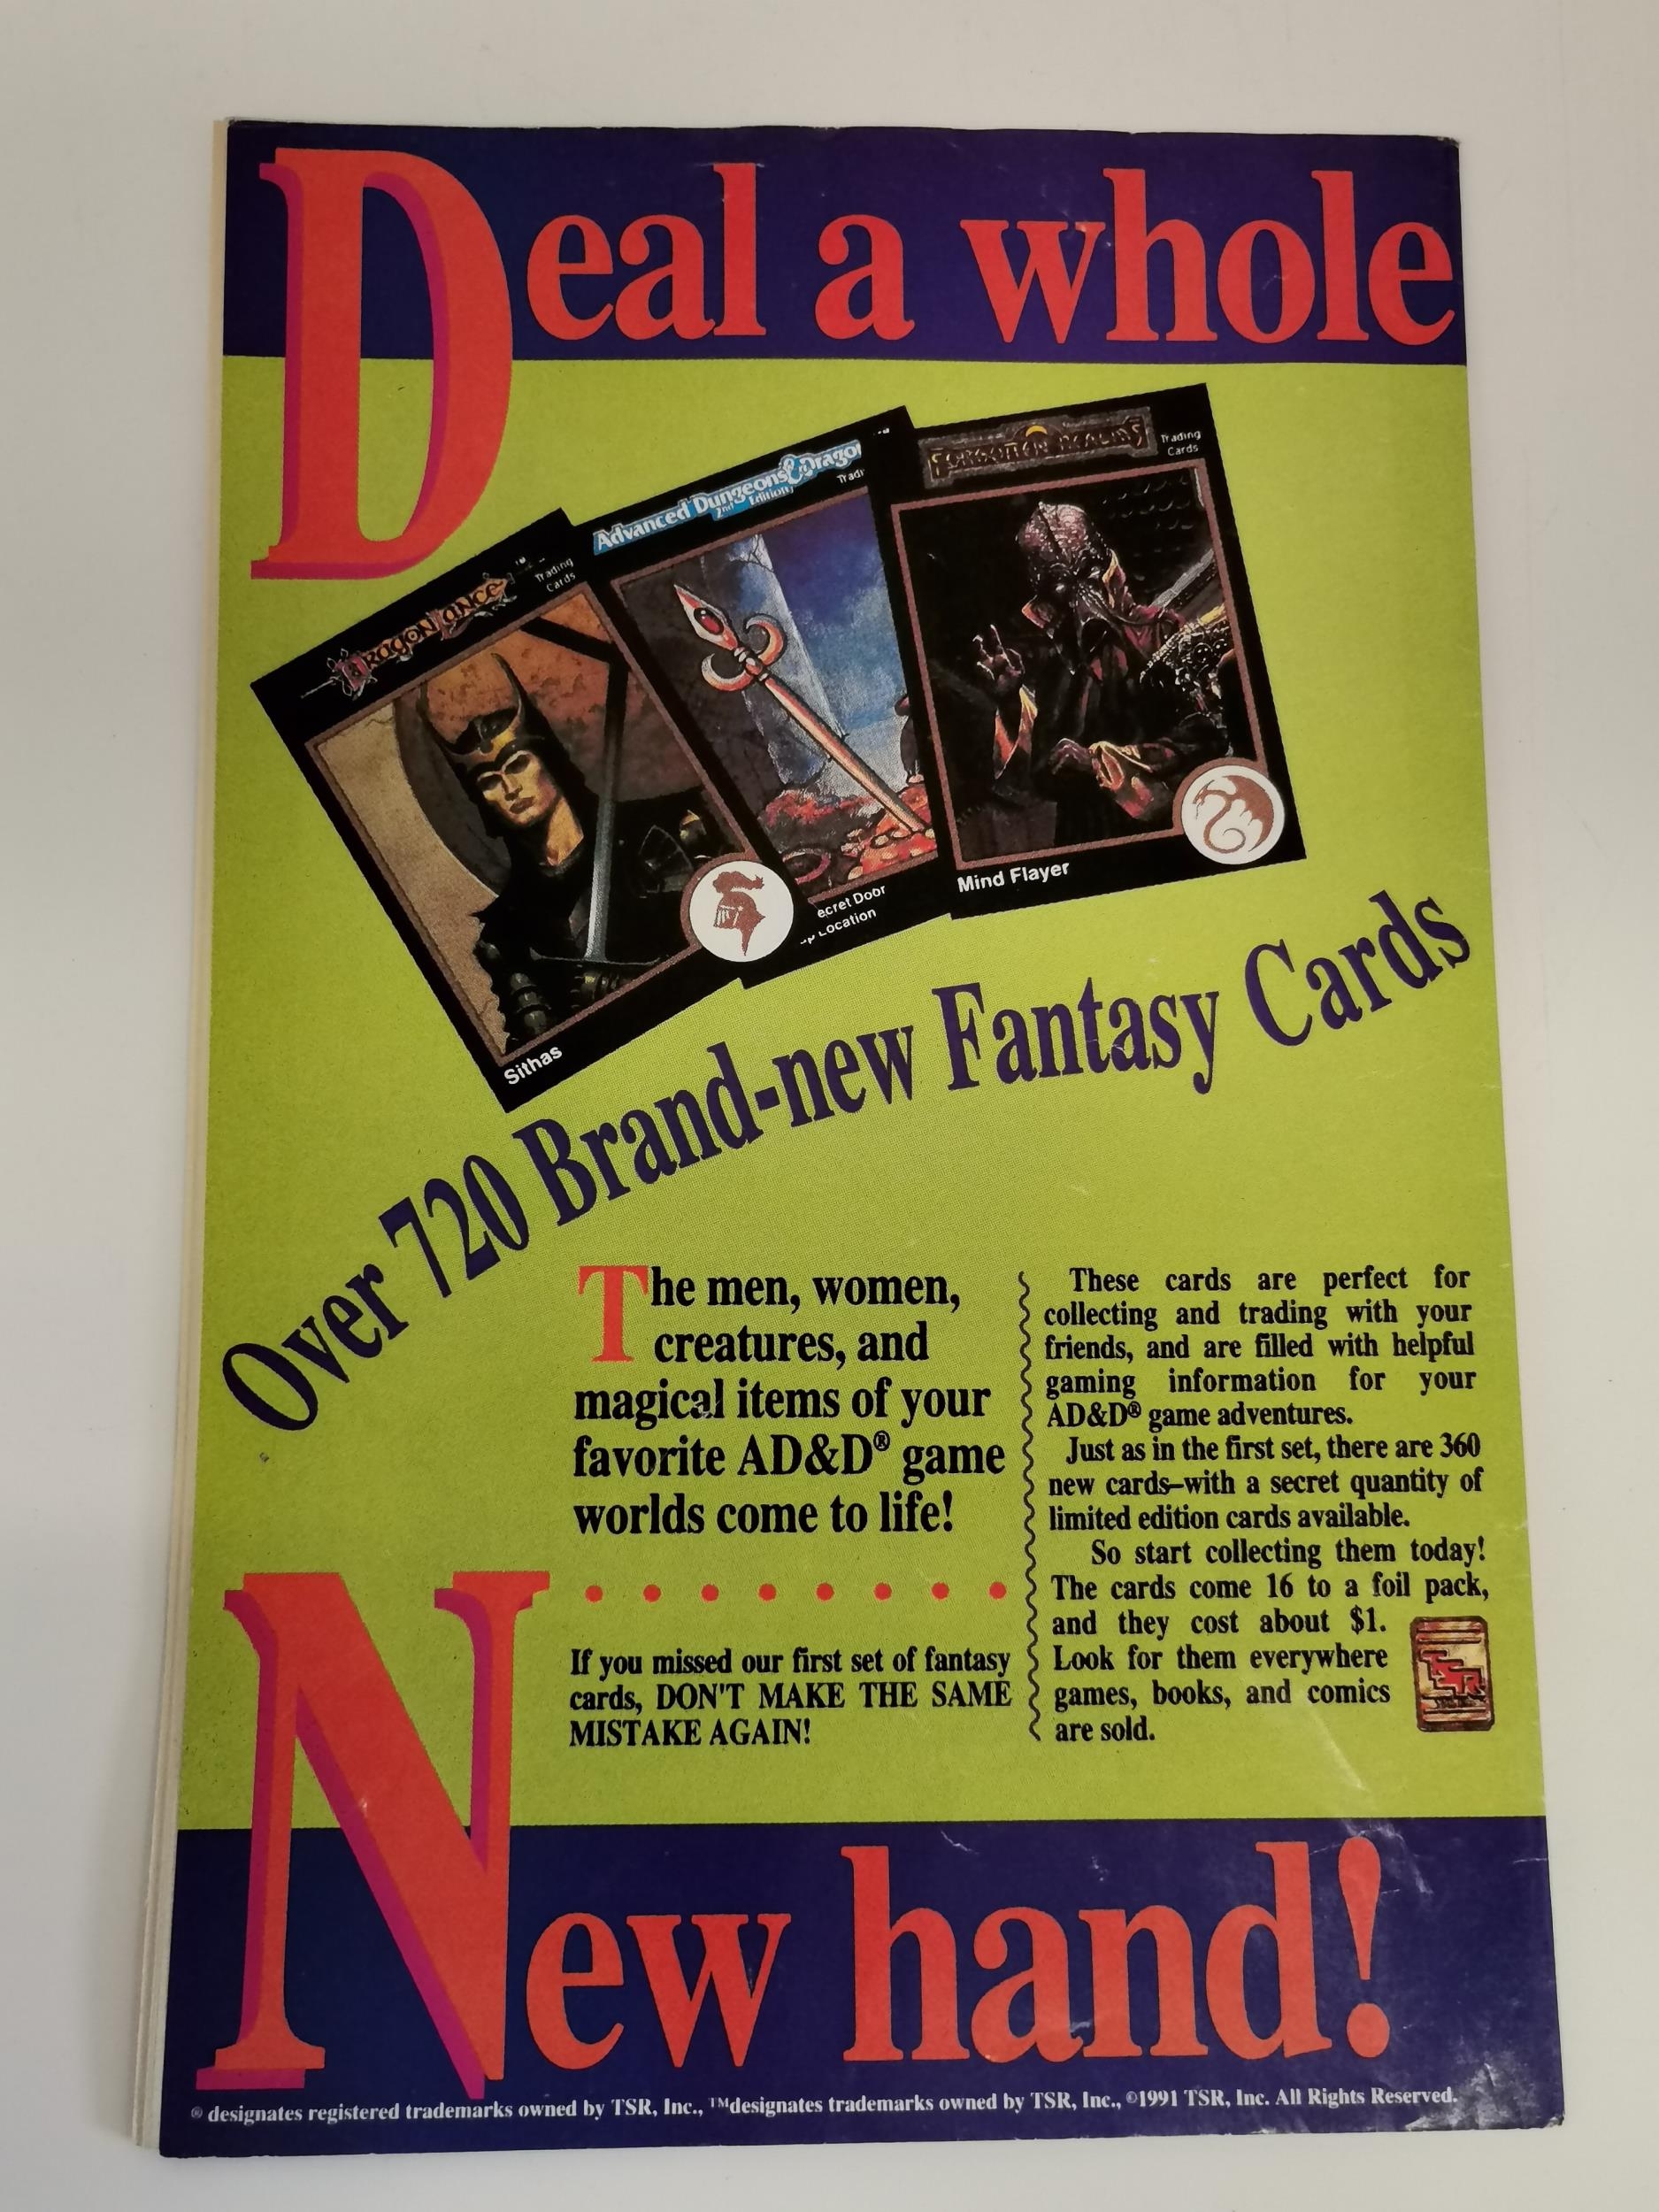 Deal a whole
DragonLance
Trading
Cards
Sithas
Advanced Dungeons & Dragon
2nd Edition
Trad
ecret Door
Location
FORGOTTEN REALMS
Trading
Cards
Mind Flayer
Over 720 Brand-new Fantasy Cards
The men, women,
creatures, and
magical items of your
favorite AD&D® game
worlds come to life!
If you missed our first set of fantasy
cards, DON'T MAKE THE SAME
MISTAKE AGAIN!
These cards are perfect for
collecting and trading with your
friends, and are filled with helpful
gaming information for your
AD&D® game adventures.
Just as in the first set, there are 360
new cards–with a secret quantity of
limited edition cards available.
So start collecting them today!
The cards come 16 to a foil pack,
and they cost about $1.
Look for them everywhere
games, books, and comics
are sold.
TSR
New hand!
® designates registered trademarks owned by TSR, Inc., ™designates trademarks owned by TSR, Inc., ©1991 TSR, Inc. All Rights Reserved.